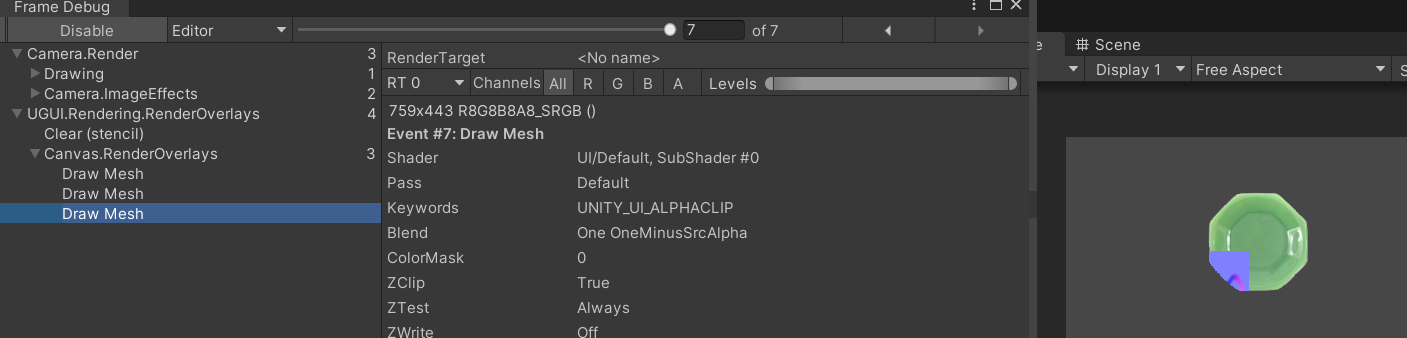 Frame Debug
Disable Editor 7 of 7
Camera.Render 3
Drawing 1
Camera.ImageEffects 2
UGUI.Rendering.RenderOverlays 4
Clear (stencil)
Canvas.RenderOverlays 3
Draw Mesh
Draw Mesh
Draw Mesh
RenderTarget <No name>
RT 0 Channels All R G B A Levels
759x443 R8G8B8A8_SRGB ()
Event #7: Draw Mesh
Shader UI/Default, SubShader #0
Pass Default
Keywords UNITY_UI_ALPHACLIP
Blend One OneMinusSrcAlpha
ColorMask 0
ZClip True
ZTest Always
ZWrite Off
e Scene
Display 1 Free Aspect S